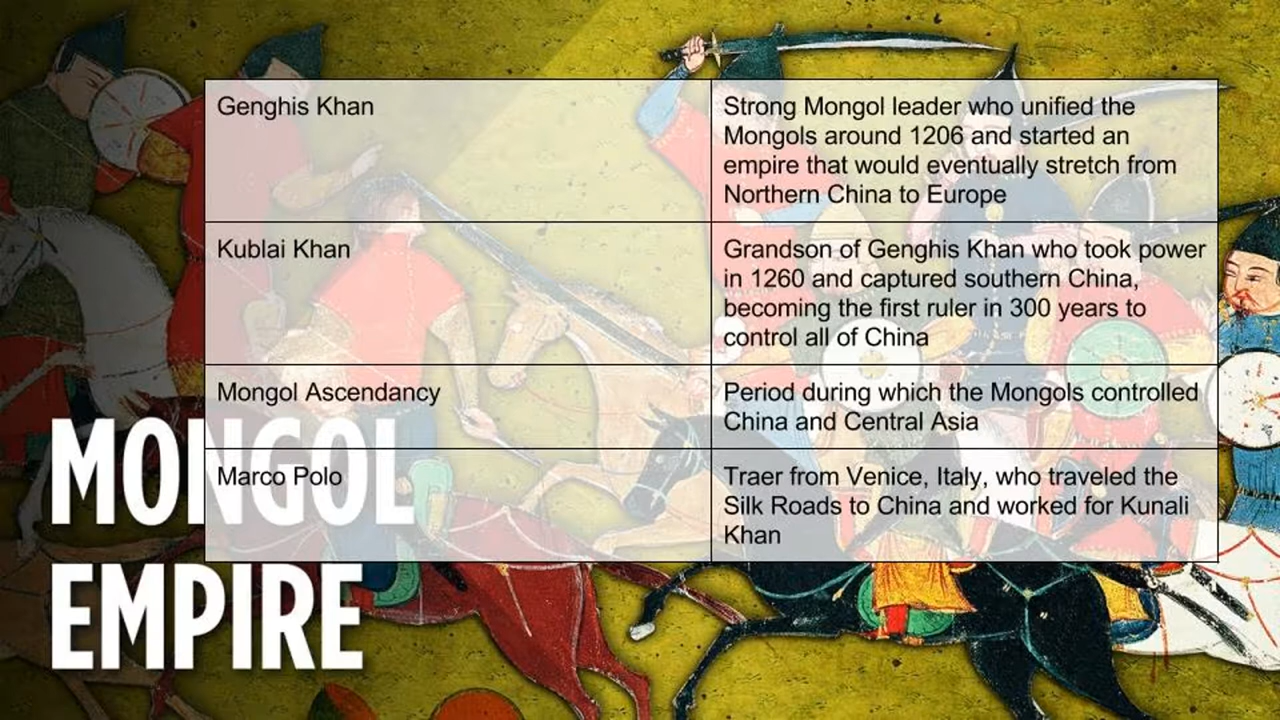 Genghis Khan
Strong Mongol leader who unified the
Mongols around 1206 and started an
empire that would eventually stretch from
Northern China to Europe
Kublai Khan
Grandson of Genghis Khan who took power
in 1260 and captured southern China,
becoming the first ruler in 300 years to
control all of China
Mongol Ascendancy
Period during which the Mongols controlled
China and Central Asia
Marco Polo
Traer from Venice, Italy, who traveled the
Silk Roads to China and worked for Kunali
Khan
MONGOL
EMPIRE